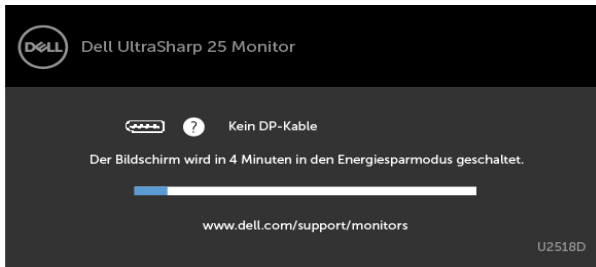 DELL
Dell UltraSharp 25 Monitor
? Kein DP-Kable
Der Bildschirm wird in 4 Minuten in den Energiesparmodus geschaltet.
www.dell.com/support/monitors
U2518D